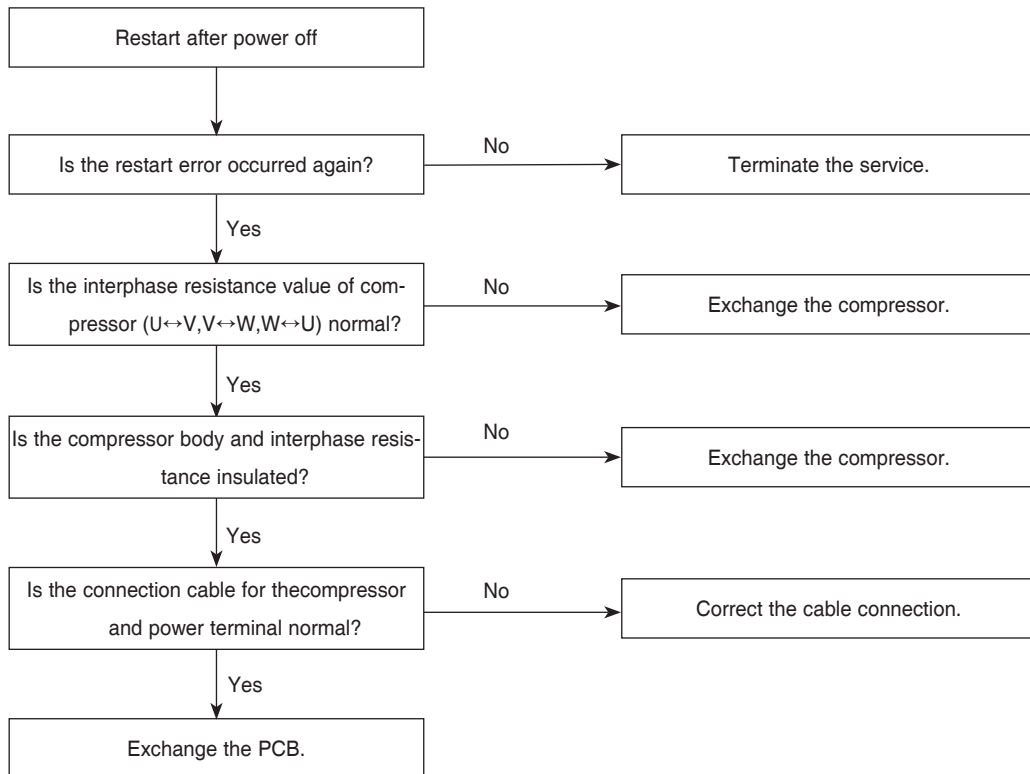 Restart after power off
Is the restart error occurred again?
No
Terminate the service.
Yes
Is the interphase resistance value of com-
pressor (U↔V,V↔W,W↔U) normal?
No
Exchange the compressor.
Yes
Is the compressor body and interphase resis-
tance insulated?
No
Exchange the compressor.
Yes
Is the connection cable for thecompressor
and power terminal normal?
No
Correct the cable connection.
Yes
Exchange the PCB.